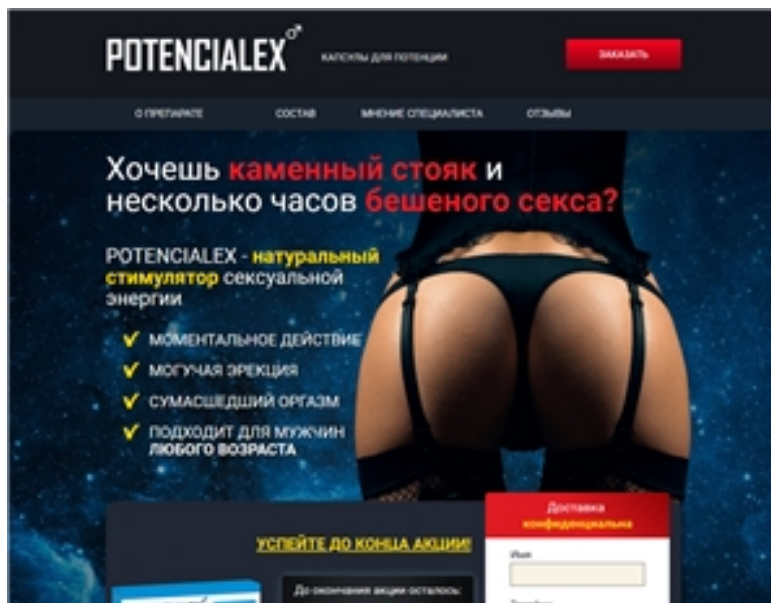 POTENCIALEX
КАПСУЛЫ ДЛЯ ПОТЕНЦИИ
ЗАКАЗАТЬ
О ПРЕПАРАТЕ
СОСТАВ
МНЕНИЕ СПЕЦИАЛИСТА
ОТЗЫВЫ
Хочешь каменный стояк и
несколько часов бешеного секса?
POTENCIALEX - натуральный
стимулятор сексуальной
энергии
МОМЕНТАЛЬНОЕ ДЕЙСТВИЕ
МОГУЧАЯ ЭРЕКЦИЯ
СУМАСШЕДШИЙ ОРГАЗМ
ПОДХОДИТ ДЛЯ МУЖЧИН
ЛЮБОГО ВОЗРАСТА
УСПЕЙТЕ ДО КОНЦА АКЦИИ!
До окончания акции осталось:
Доставка
конфиденциальна
Имя